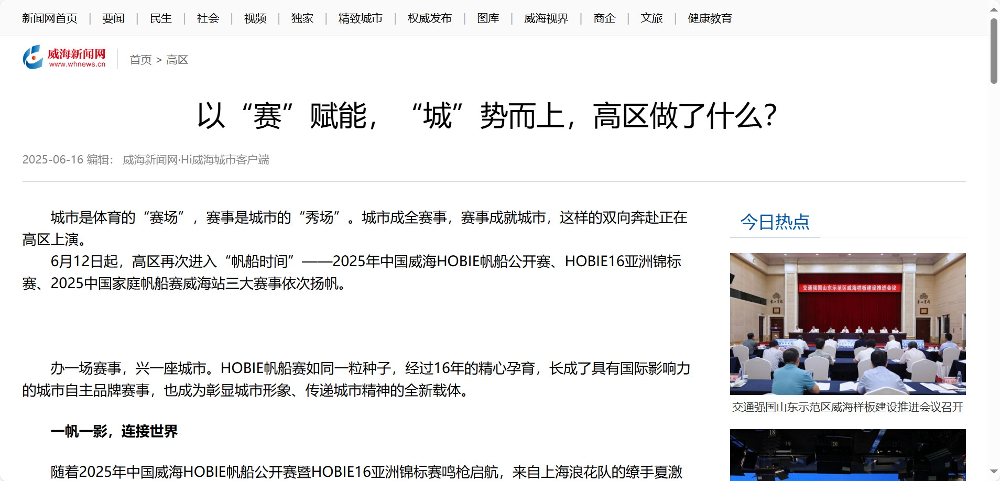 新闻网首页 | 要闻 | 民生 | 社会 | 视频 | 独家 | 精致城市 | 权威发布 | 图库 | 威海视界 | 商企 | 文旅 | 健康教育
威海新闻网
www.whnews.cn
首页 > 高区
以“赛”赋能，“城”势而上，高区做了什么？
2025-06-16 编辑： 威海新闻网·Hi威海城市客户端
城市是体育的“赛场”，赛事是城市的“秀场”。城市成全赛事，赛事成就城市，这样的双向奔赴正在
高区上演。
6月12日起，高区再次进入“帆船时间”——2025年中国威海HOBIE帆船公开赛、HOBIE16亚洲锦标
赛、2025中国家庭帆船赛威海站三大赛事依次扬帆。
办一场赛事，兴一座城市。HOBIE帆船赛如同一粒种子，经过16年的精心孕育，长成了具有国际影响力
的城市自主品牌赛事，也成为彰显城市形象、传递城市精神的全新载体。
一帆一影，连接世界
随着2025年中国威海HOBIE帆船公开赛暨HOBIE16亚洲锦标赛鸣枪启航，来自上海浪花队的缭手夏激
今日热点
交通强国山东示范区威海样板建设推进会议
交通强国山东示范区威海样板建设推进会议召开
18
19
20